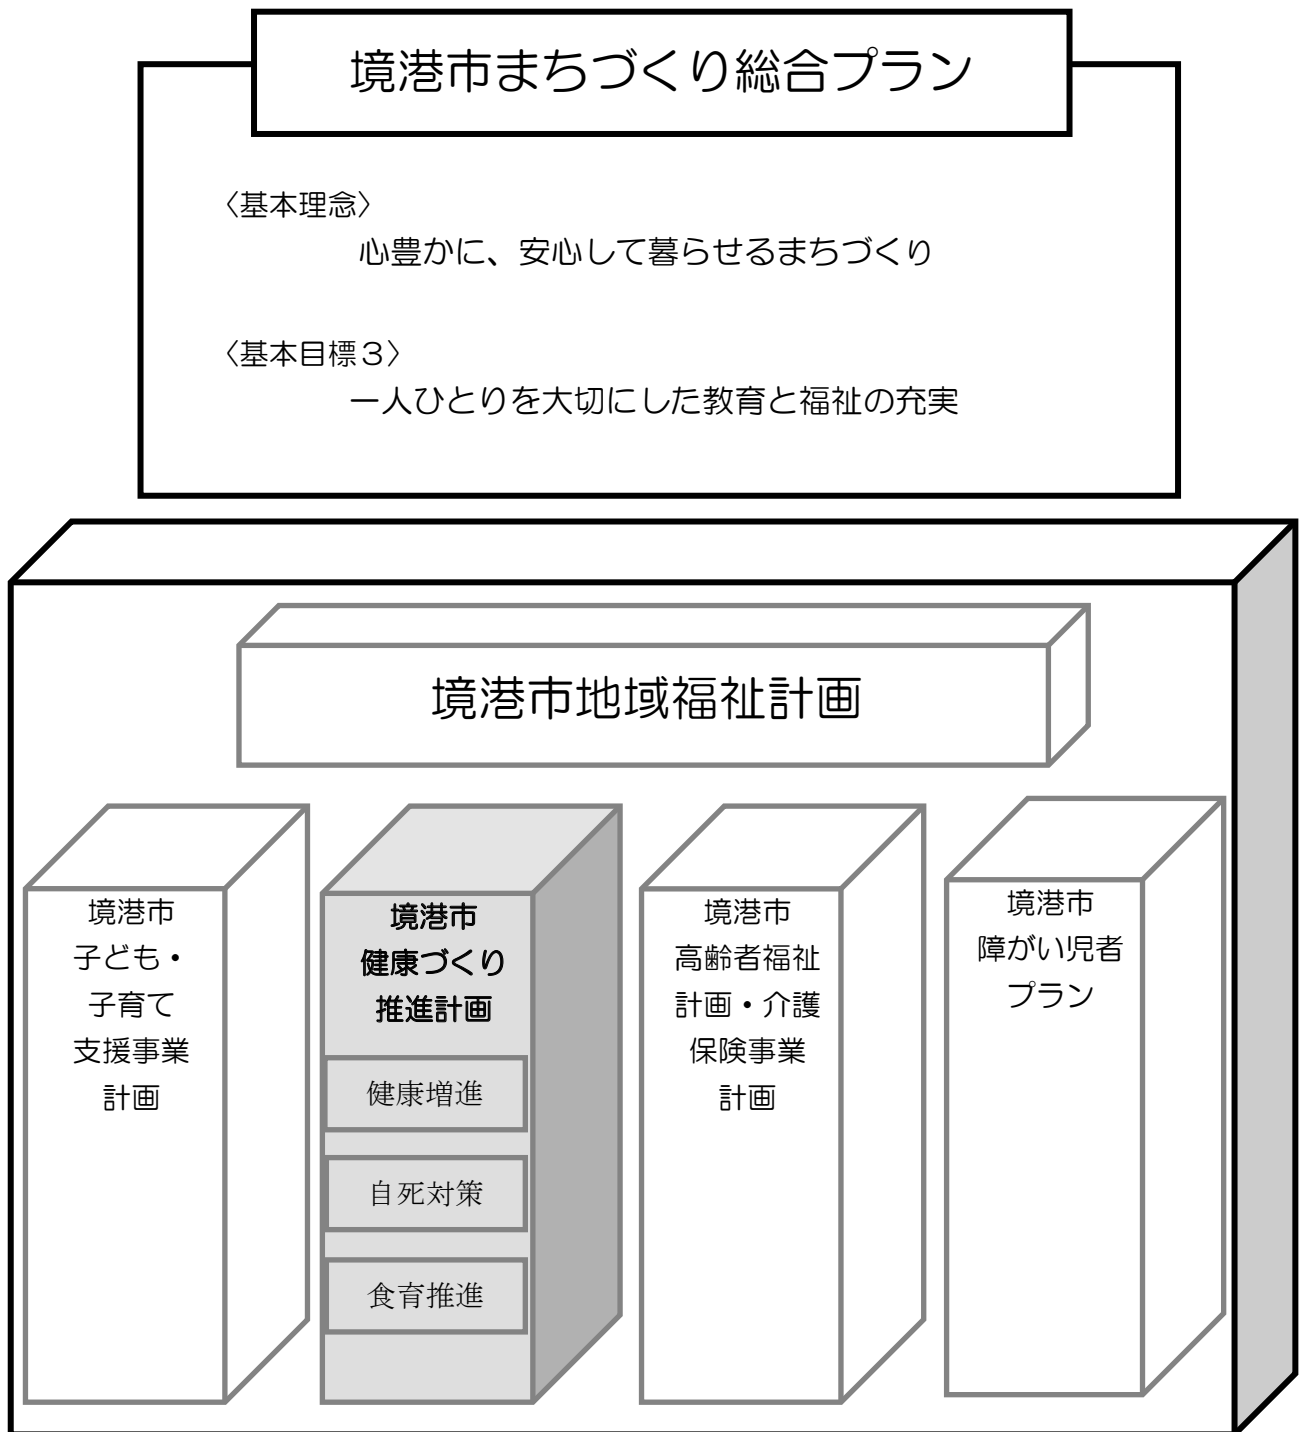 境港市まちづくり総合プラン
〈基本理念〉
心豊かに、安心して暮らせるまちづくり
〈基本目標３〉
一人ひとりを大切にした教育と福祉の充実
境港市地域福祉計画
境港市
子ども・
子育て
支援事業
計画
境港市
健康づくり
推進計画
健康増進
自死対策
食育推進
境港市
高齢者福祉
計画・介護
保険事業
計画
境港市
障がい児者
プラン